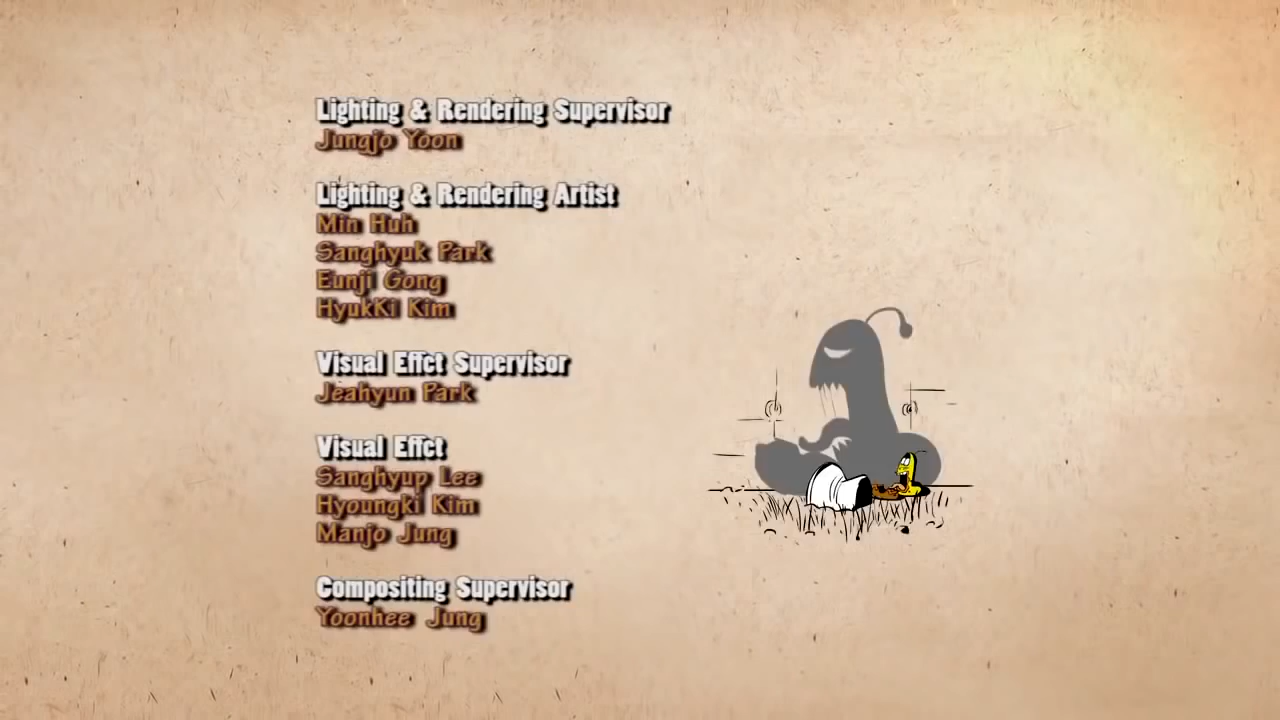 Lighting & Rendering Supervisor
Jungjo Yoon
Lighting & Rendering Artist
Min Huh
Sanghyuk Park
Eunji Gong
HyukKi Kim
Visual Effct Supervisor
Jeahyun Park
Visual Effct
Sanghyup Lee
Hyoungki Kim
Manjo Jung
Compositing Supervisor
Yoonhee Jung